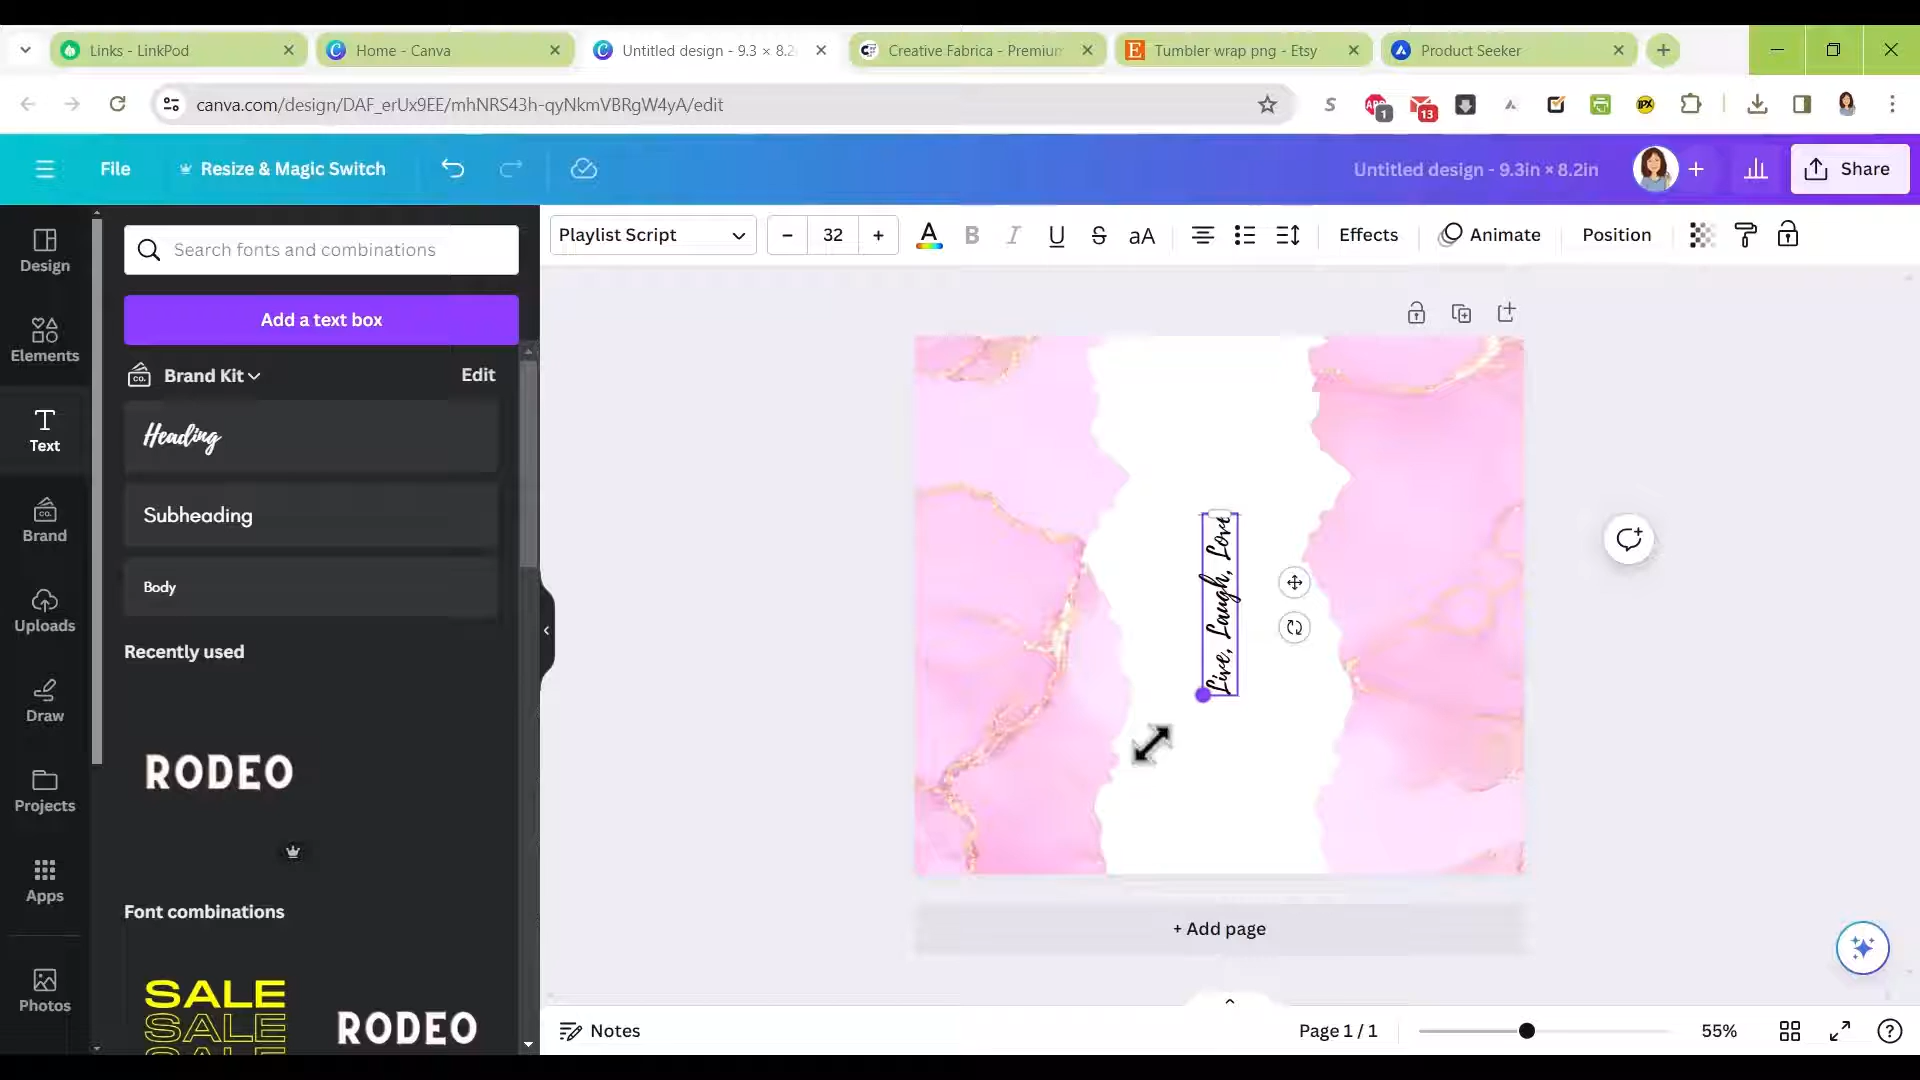 Links - LinkPod
Home - Canva
Untitled design - 9.3 × 8.2
Creative Fabrica - Premium
Tumbler wrap png - Etsy
Product Seeker
canva.com/design/DAF_erUx9EE/mhNRS43h-qyNkmVBRgW4yA/edit
1
13
File
Resize & Magic Switch
Untitled design - 9.3in × 8.2in
Share
Design
Elements
Text
Brand
Uploads
Draw
Projects
Apps
Photos
Search fonts and combinations
Add a text box
CO.
Brand Kit
Edit
Heading
Subheading
Body
Recently used
RODEO
Font combinations
SALE
SALE
RODEO
Playlist Script
- 32 +
A B I U S aA
Effects
Animate
Position
Live, Laugh, Love
+ Add page
Notes
Page 1 / 1
55%